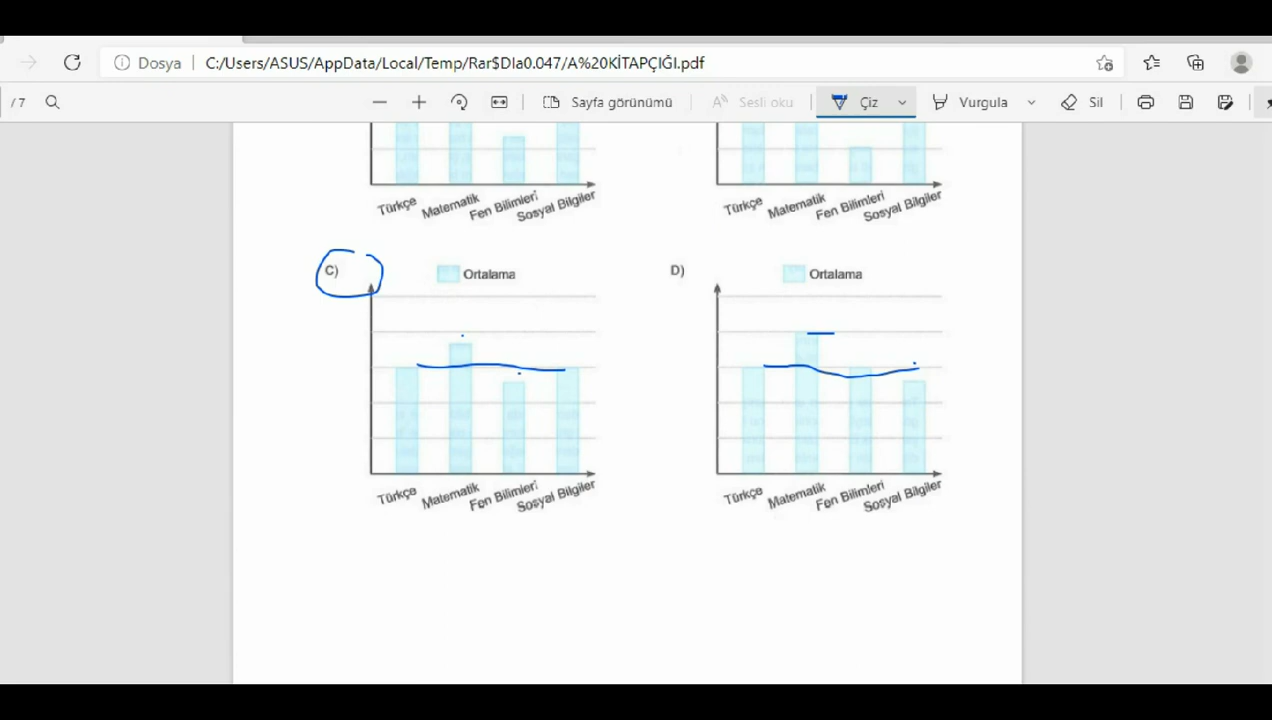 Dosya C:/Users/ASUS/AppData/Local/Temp/Rar$DIa0.047/A%20KİTAPÇIĞI.pdf
/ 7 Sayfa görünümü Sesli oku Çiz Vurgula Sil
Türkçe Matematik Fen Bilimleri Sosyal Bilgiler
Türkçe Matematik Fen Bilimleri Sosyal Bilgiler
C) Ortalama
Türkçe Matematik Fen Bilimleri Sosyal Bilgiler
D) Ortalama
Türkçe Matematik Fen Bilimleri Sosyal Bilgiler